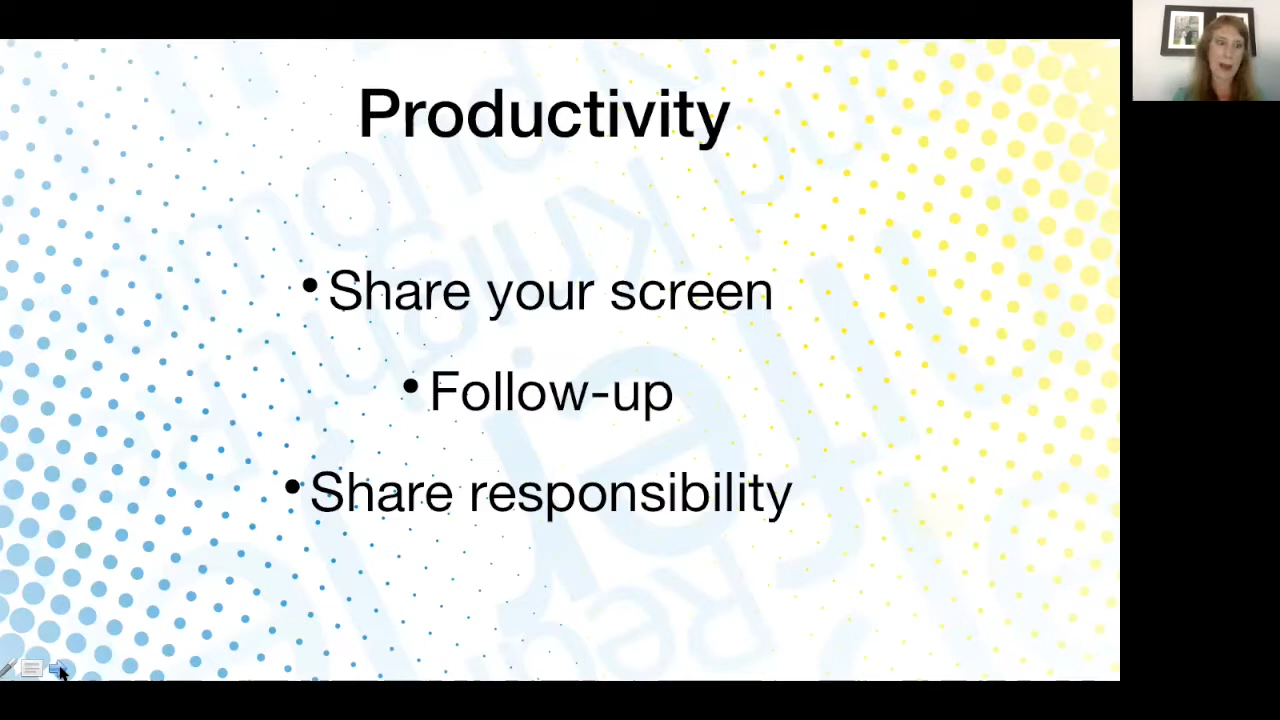 Productivity
•Share your screen
•Follow-up
•Share responsibility